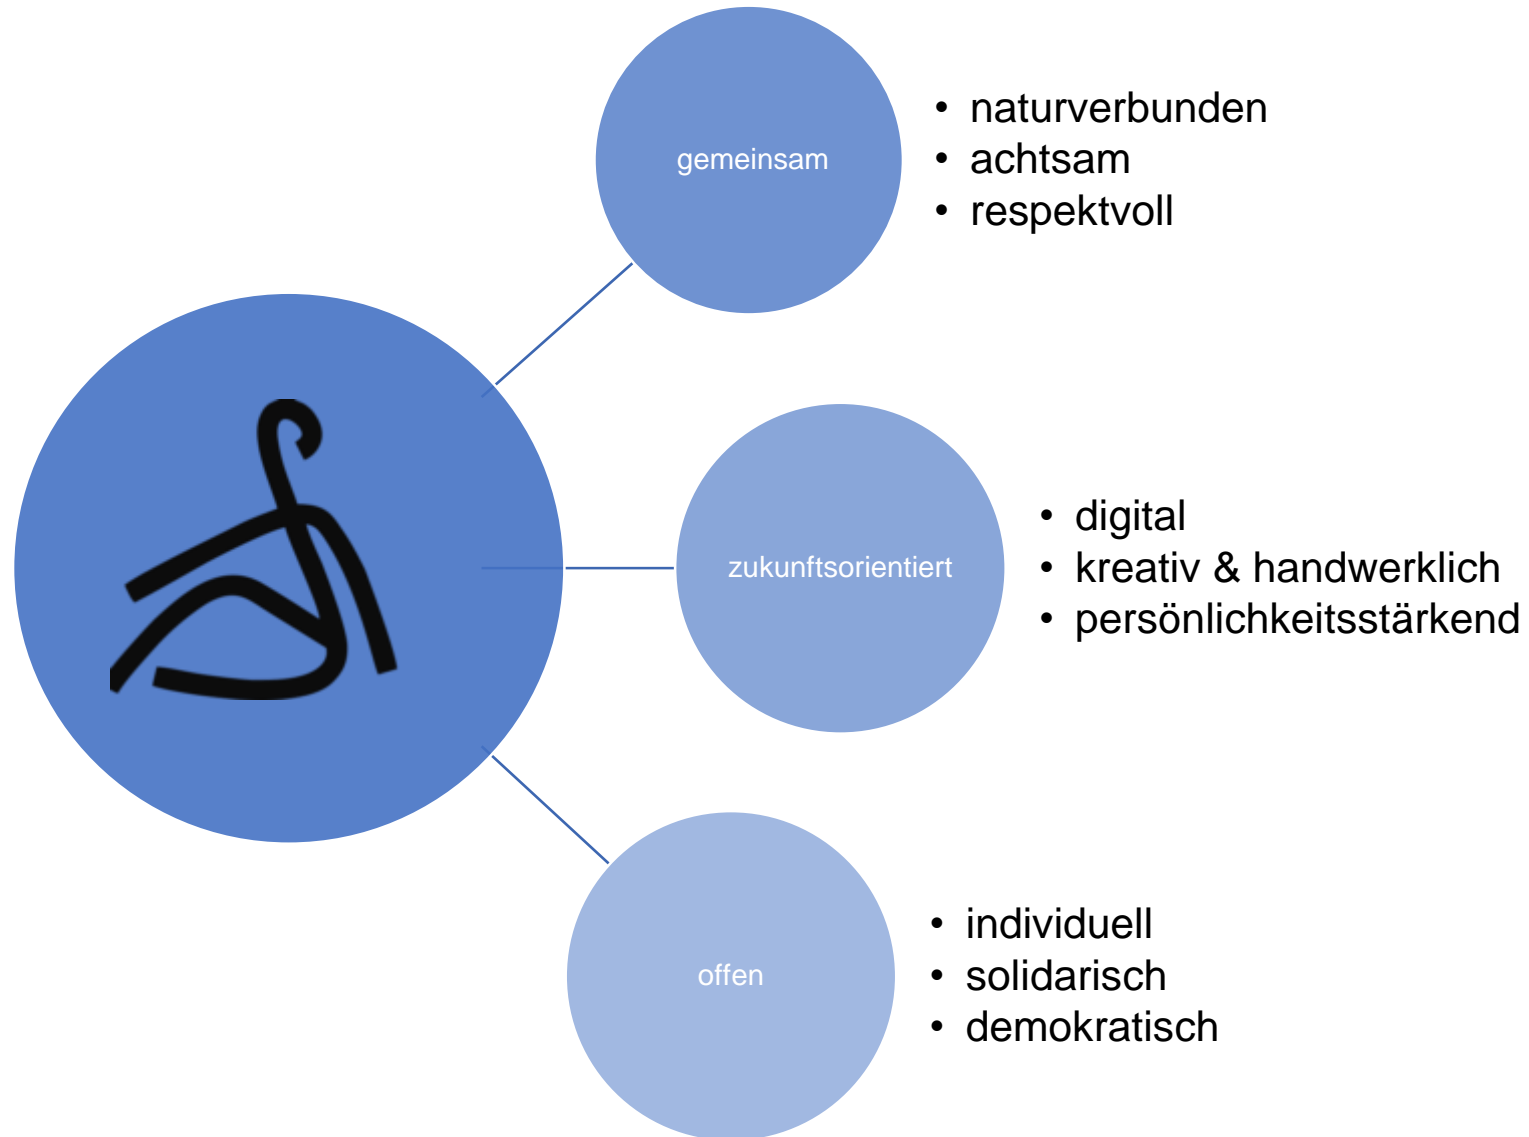 gemeinsam
• naturverbunden
• achtsam
• respektvoll
zukunftsorientiert
• digital
• kreativ & handwerklich
• persönlichkeitsstärkend
offen
• individuell
• solidarisch
• demokratisch